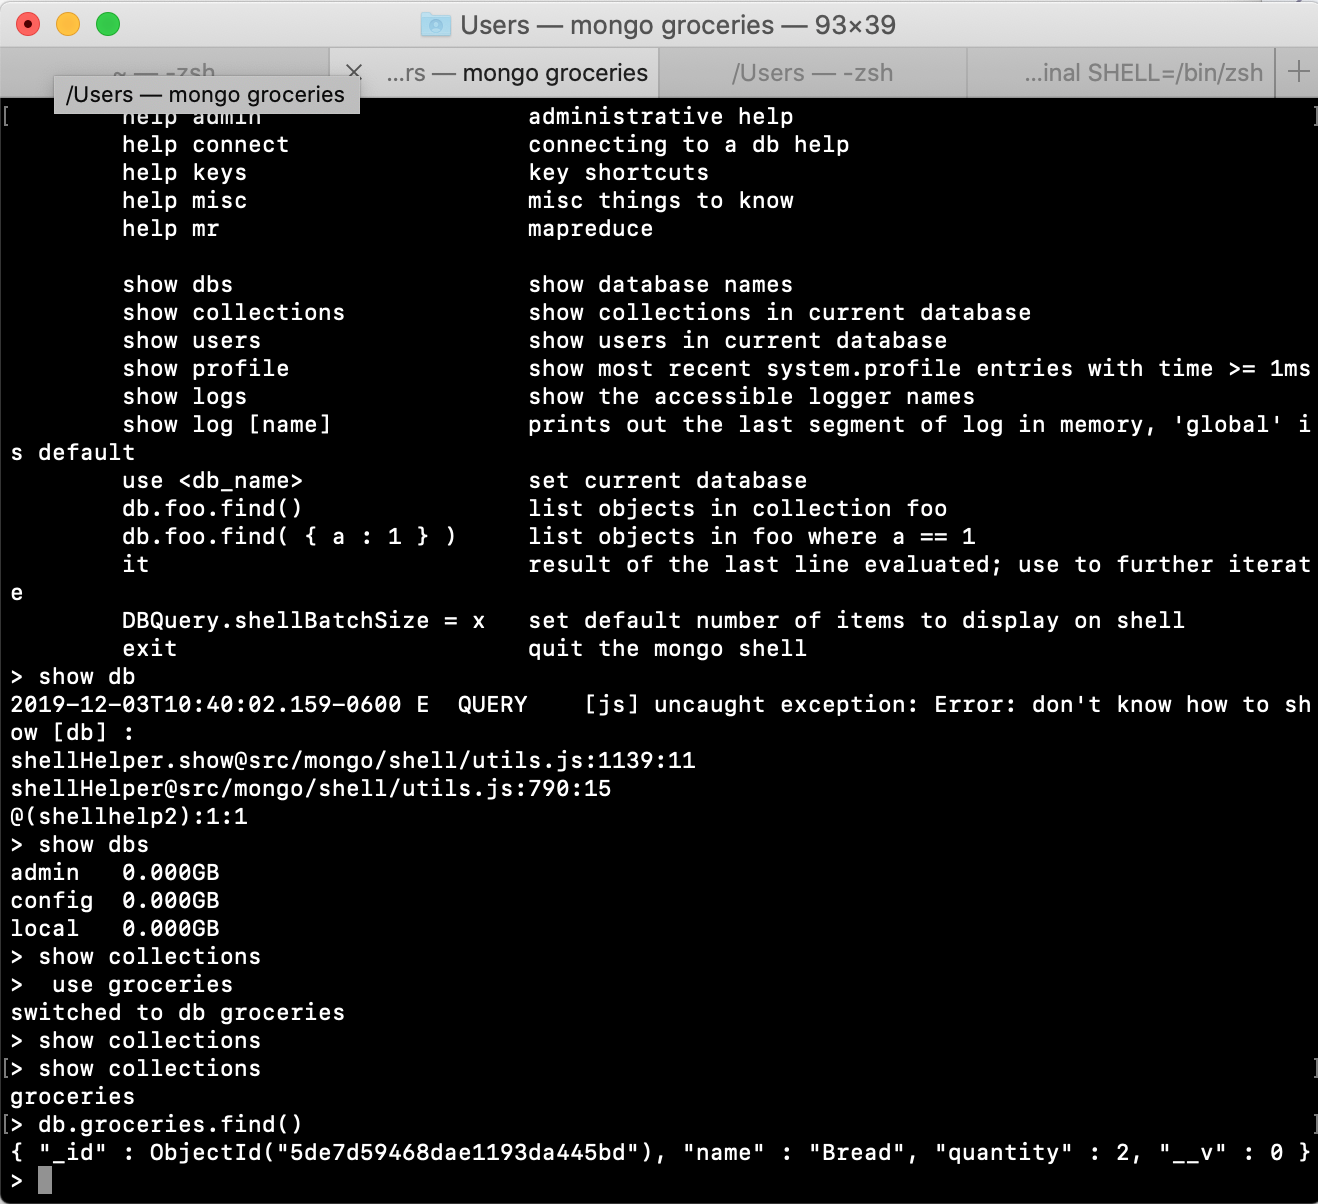 Users — mongo groceries — 93×39
~ — -zsh
...rs — mongo groceries
/Users — -zsh
...inal SHELL=/bin/zsh
/Users — mongo groceries
help admin administrative help
help connect connecting to a db help
help keys key shortcuts
help misc misc things to know
help mr mapreduce
show dbs show database names
show collections show collections in current database
show users show users in current database
show profile show most recent system.profile entries with time >= 1ms
show logs show the accessible logger names
show log [name] prints out the last segment of log in memory, 'global' i
s default
use <db_name> set current database
db.foo.find() list objects in collection foo
db.foo.find( { a : 1 } ) list objects in foo where a == 1
it result of the last line evaluated; use to further iterat
e
DBQuery.shellBatchSize = x set default number of items to display on shell
exit quit the mongo shell
> show db
2019-12-03T10:40:02.159-0600 E QUERY [js] uncaught exception: Error: don't know how to sh
ow [db] :
shellHelper.show@src/mongo/shell/utils.js:1139:11
shellHelper@src/mongo/shell/utils.js:790:15
@(shellhelp2):1:1
> show dbs
admin 0.000GB
config 0.000GB
local 0.000GB
> show collections
> use groceries
switched to db groceries
> show collections
> show collections
groceries
> db.groceries.find()
{ "_id" : ObjectId("5de7d59468dae1193da445bd"), "name" : "Bread", "quantity" : 2, "__v" : 0 }
>